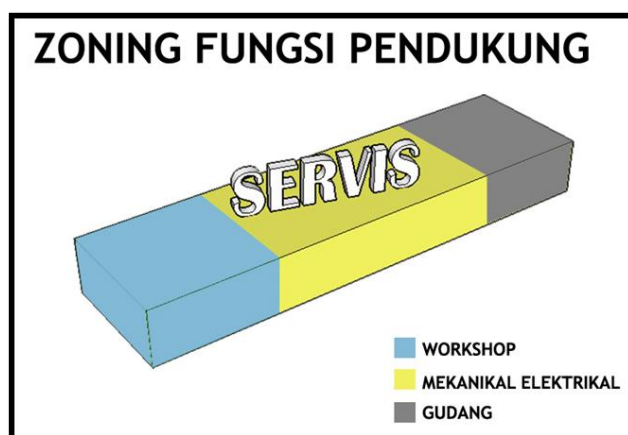 ZONING FUNGSI PENDUKUNG
SERVIS
WORKSHOP
MEKANIKAL ELEKTRIKAL
GUDANG